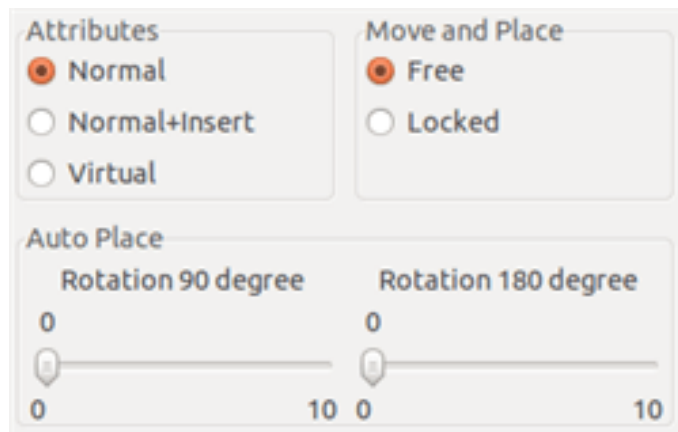 Attributes
Normal
Normal+Insert
Virtual
Move and Place
Free
Locked
Auto Place
Rotation 90 degree
0
0 10
Rotation 180 degree
0
0 10